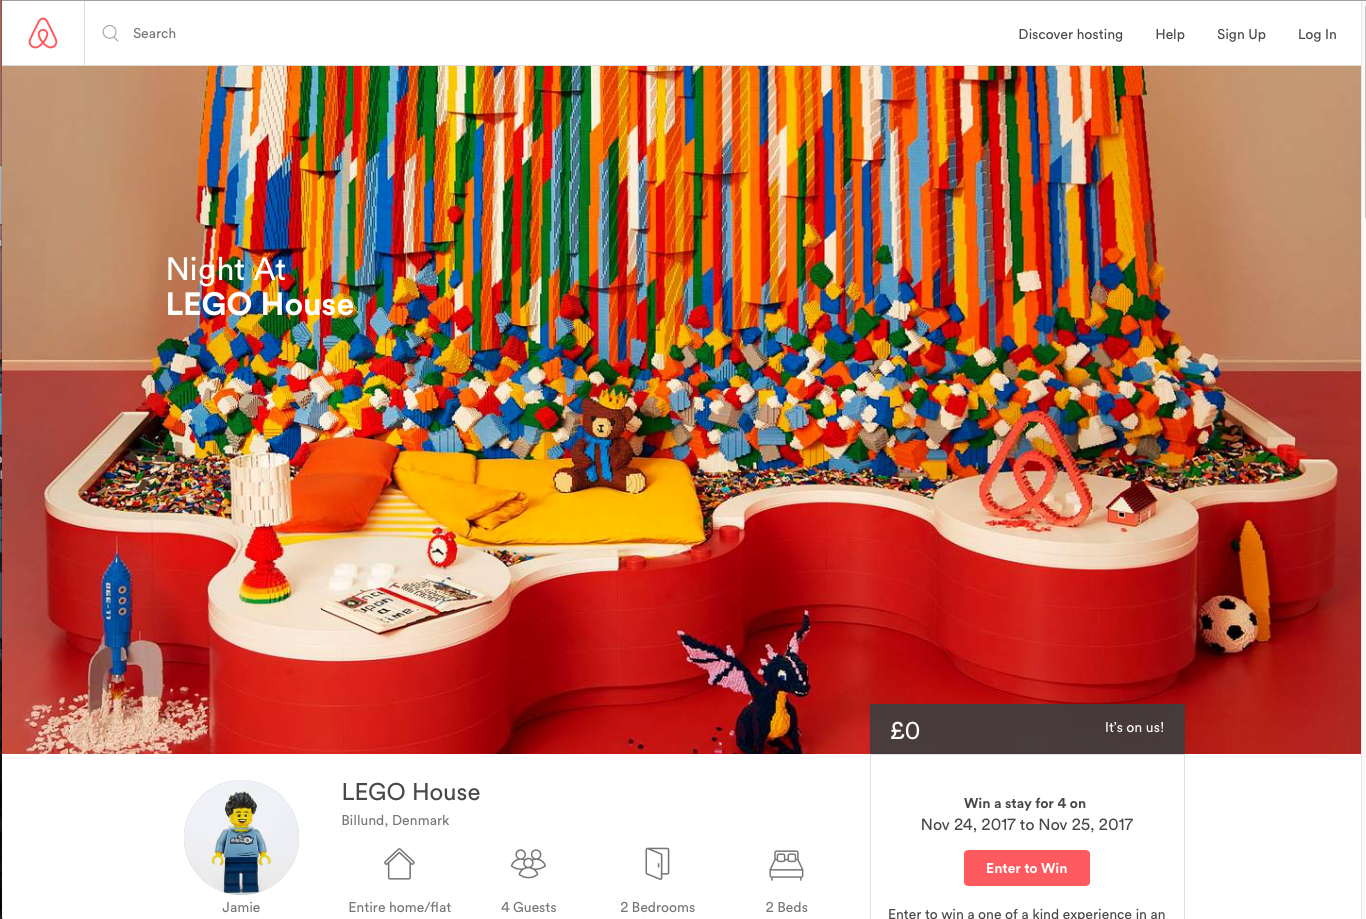 Search
Discover hosting
Help
Sign Up
Log In
Night At
LEGO House
£0
It's on us!
LEGO House
Billund, Denmark
Jamie
Entire home/flat
4 Guests
2 Bedrooms
2 Beds
Win a stay for 4 on
Nov 24, 2017 to Nov 25, 2017
Enter to Win
Enter to win a one of a kind experience in an